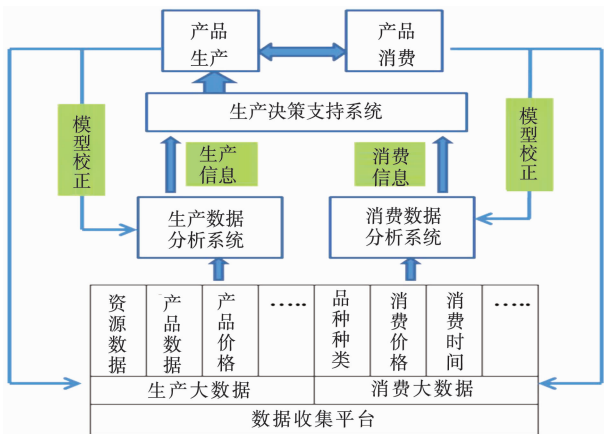 产品
生产
产品
消费
生产决策支持系统
模型校正
生产
信息
消费
信息
模型校正
生产数据
分析系统
消费数据
分析系统
资源数据
产品数据
产品价格
·····
品种种类
消费价格
消费时间
·····
生产大数据
消费大数据
数据收集平台